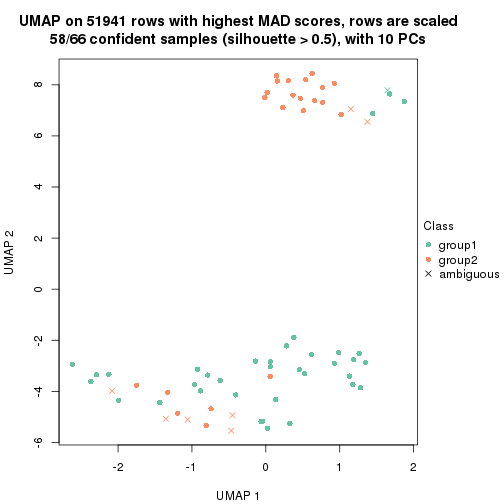 UMAP on 51941 rows with highest MAD scores, rows are scaled
58/66 confident samples (silhouette > 0.5), with 10 PCs
8
6
4
2
0
-2
-4
-6
UMAP 2
-2
-1
0
1
2
UMAP 1
Class
group1
group2
ambiguous